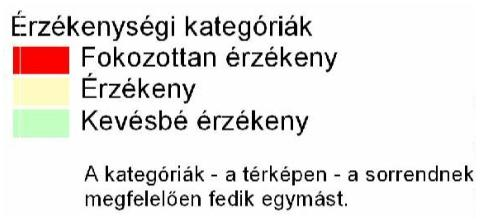 Érzékenységi kategóriák
Fokozottan érzékeny
Érzékeny
Kevésbé érzékeny
A kategóriák - a térképen - a sorrendnek
megfelelően fedik egymást.